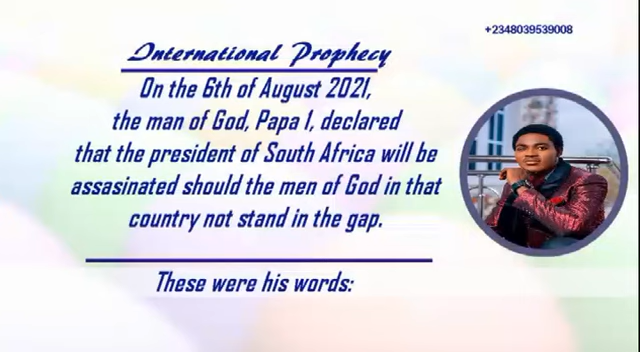 +2348039539008
International Prophecy
On the 6th of August 2021,
the man of God, Papa I, declared
that the president of South Africa will be
assasinated should the men of God in that
country not stand in the gap.
These were his words: